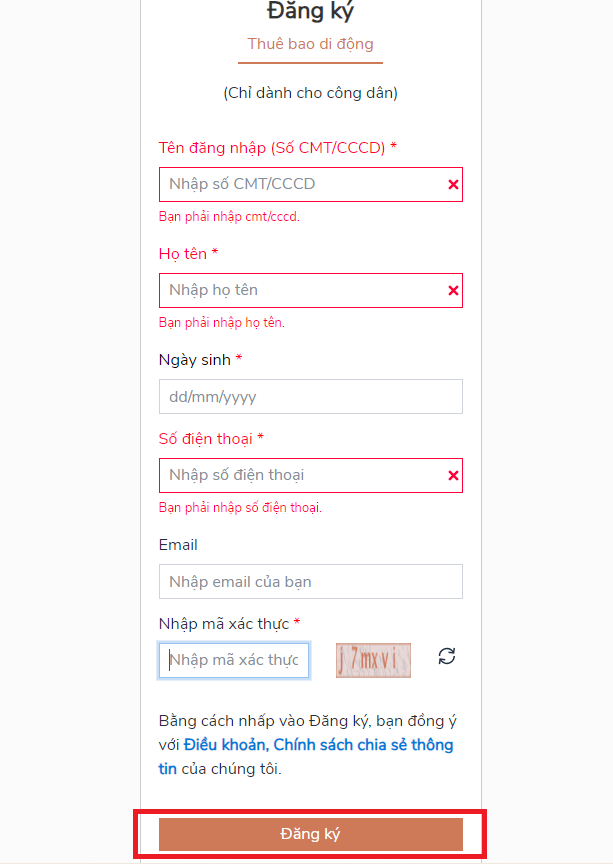 Đăng ký
Thuê bao di động
(Chỉ dành cho công dân)
Tên đăng nhập (Số CMT/CCCD) *
Nhập số CMT/CCCD
Bạn phải nhập cmt/cccd.
Họ tên *
Nhập họ tên
Bạn phải nhập họ tên.
Ngày sinh *
dd/mm/yyyy
Số điện thoại *
Nhập số điện thoại
Bạn phải nhập số điện thoại.
Email
Nhập email của bạn
Nhập mã xác thực *
Nhập mã xác thực
j 7 mx v i
Bằng cách nhấp vào Đăng ký, bạn đồng ý
với Điều khoản, Chính sách chia sẻ thông
tin của chúng tôi.
Đăng ký